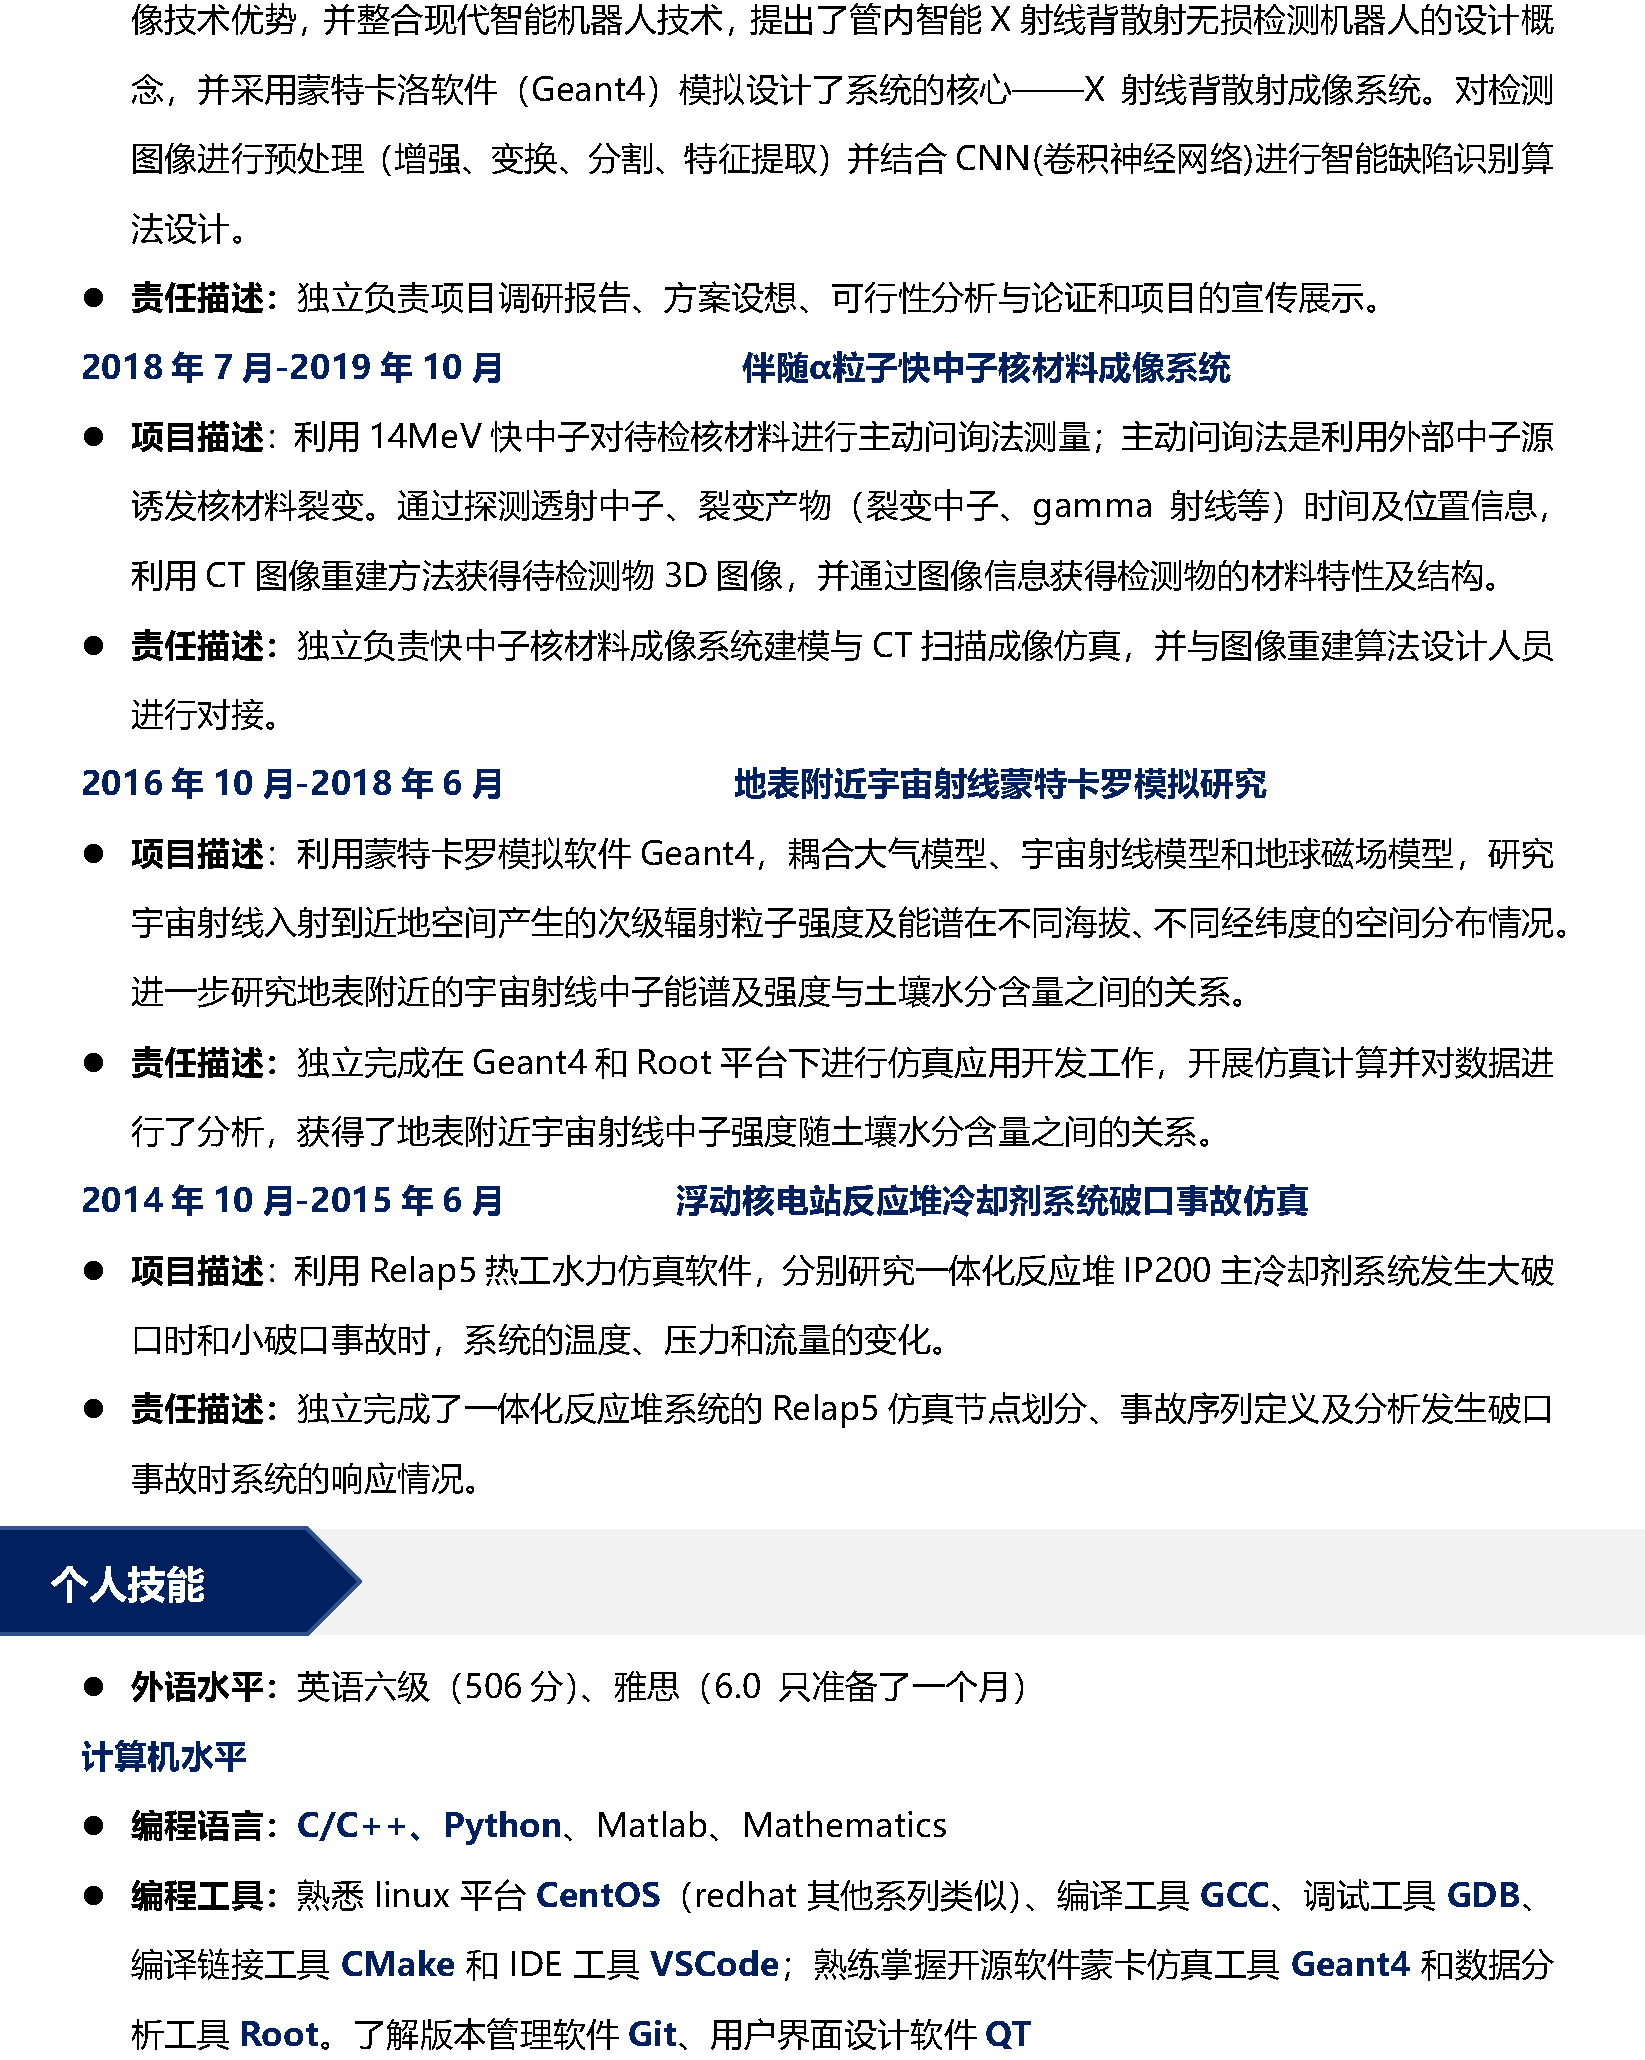 像技术优势，并整合现代智能机器人技术，提出了管内智能 X 射线背散射无损检测机器人的设计概
念，并采用蒙特卡洛软件（Geant4）模拟设计了系统的核心——X 射线背散射成像系统。对检测
图像进行预处理（增强、变换、分割、特征提取）并结合 CNN(卷积神经网络)进行智能缺陷识别算
法设计。
● 责任描述：独立负责项目调研报告、方案设想、可行性分析与论证和项目的宣传展示。
2018 年 7 月-2019 年 10 月 伴随α粒子快中子核材料成像系统
● 项目描述：利用 14MeV 快中子对待检核材料进行主动问询法测量；主动问询法是利用外部中子源
诱发核材料裂变。通过探测透射中子、裂变产物（裂变中子、gamma 射线等）时间及位置信息，
利用 CT 图像重建方法获得待检测物 3D 图像，并通过图像信息获得检测物的材料特性及结构。
● 责任描述：独立负责快中子核材料成像系统建模与 CT 扫描成像仿真，并与图像重建算法设计人员
进行对接。
2016 年 10 月-2018 年 6 月 地表附近宇宙射线蒙特卡罗模拟研究
● 项目描述：利用蒙特卡罗模拟软件 Geant4，耦合大气模型、宇宙射线模型和地球磁场模型，研究
宇宙射线入射到近地空间产生的次级辐射粒子强度及能谱在不同海拔、不同经纬度的空间分布情况。
进一步研究地表附近的宇宙射线中子能谱及强度与土壤水分含量之间的关系。
● 责任描述：独立完成在 Geant4 和 Root 平台下进行仿真应用开发工作，开展仿真计算并对数据进
行了分析，获得了地表附近宇宙射线中子强度随土壤水分含量之间的关系。
2014 年 10 月-2015 年 6 月 浮动核电站反应堆冷却剂系统破口事故仿真
● 项目描述：利用 Relap5 热工水力仿真软件，分别研究一体化反应堆 IP200 主冷却剂系统发生大破
口时和小破口事故时，系统的温度、压力和流量的变化。
● 责任描述：独立完成了一体化反应堆系统的 Relap5 仿真节点划分、事故序列定义及分析发生破口
事故时系统的响应情况。
个人技能
● 外语水平：英语六级（506 分）、雅思（6.0 只准备了一个月）
计算机水平
● 编程语言：C/C++、Python、Matlab、Mathematics
● 编程工具：熟悉 linux 平台 CentOS（redhat 其他系列类似）、编译工具 GCC、调试工具 GDB、
编译链接工具 CMake 和 IDE 工具 VSCode；熟练掌握开源软件蒙卡仿真工具 Geant4 和数据分
析工具 Root。了解版本管理软件 Git、用户界面设计软件 QT